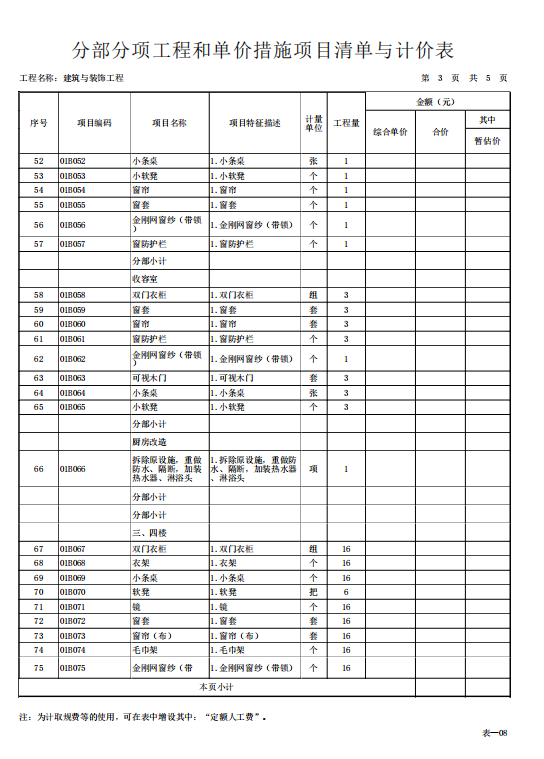 分部分项工程和单价措施项目清单与计价表
工程名称：建筑与装饰工程 第 3 页 共 5 页
序号 项目编码 项目名称 项目特征描述 计量单位 工程量 金额（元）
综合单价 合价 其中
暂估价
52 01B052 小条桌 1.小条桌 张 1
53 01B053 小软凳 1.小软凳 个 1
54 01B054 窗帘 1.窗帘 个 1
55 01B055 窗套 1.窗套 个 1
56 01B056 金刚网窗纱（带锁） 1.金刚网窗纱（带锁） 个 1
57 01B057 窗防护栏 1.窗防护栏 个 1
分部小计
收容室
58 01B058 双门衣柜 1.双门衣柜 组 3
59 01B059 窗套 1.窗套 套 3
60 01B060 窗帘 1.窗帘 套 3
61 01B061 窗防护栏 1.窗防护栏 个 3
62 01B062 金刚网窗纱（带锁） 1.金刚网窗纱（带锁） 个 1
63 01B063 可视木门 1.可视木门 套 3
64 01B064 小条桌 1.小条桌 张 3
65 01B065 小软凳 1.小软凳 个 3
分部小计
厨房改造
66 01B066 拆除原设施，重做防水、隔断，加装热水器、淋浴头 1.拆除原设施，重做防水、隔断，加装热水器、淋浴头 项 1
分部小计
分部小计
三、四楼
67 01B067 双门衣柜 1.双门衣柜 组 16
68 01B068 衣架 1.衣架 个 16
69 01B069 小条桌 1.小条桌 个 16
70 01B070 软凳 1.软凳 把 6
71 01B071 镜 1.镜 个 16
72 01B072 窗套 1.窗套 套 16
73 01B073 窗帘（布） 1.窗帘（布） 套 16
74 01B074 毛巾架 1.毛巾架 个 16
75 01B075 金刚网窗纱（带 1.金刚网窗纱（带锁） 个 16
本页小计
注：为计取规费等的使用，可在表中增设其中：“定额人工费”。
表—08